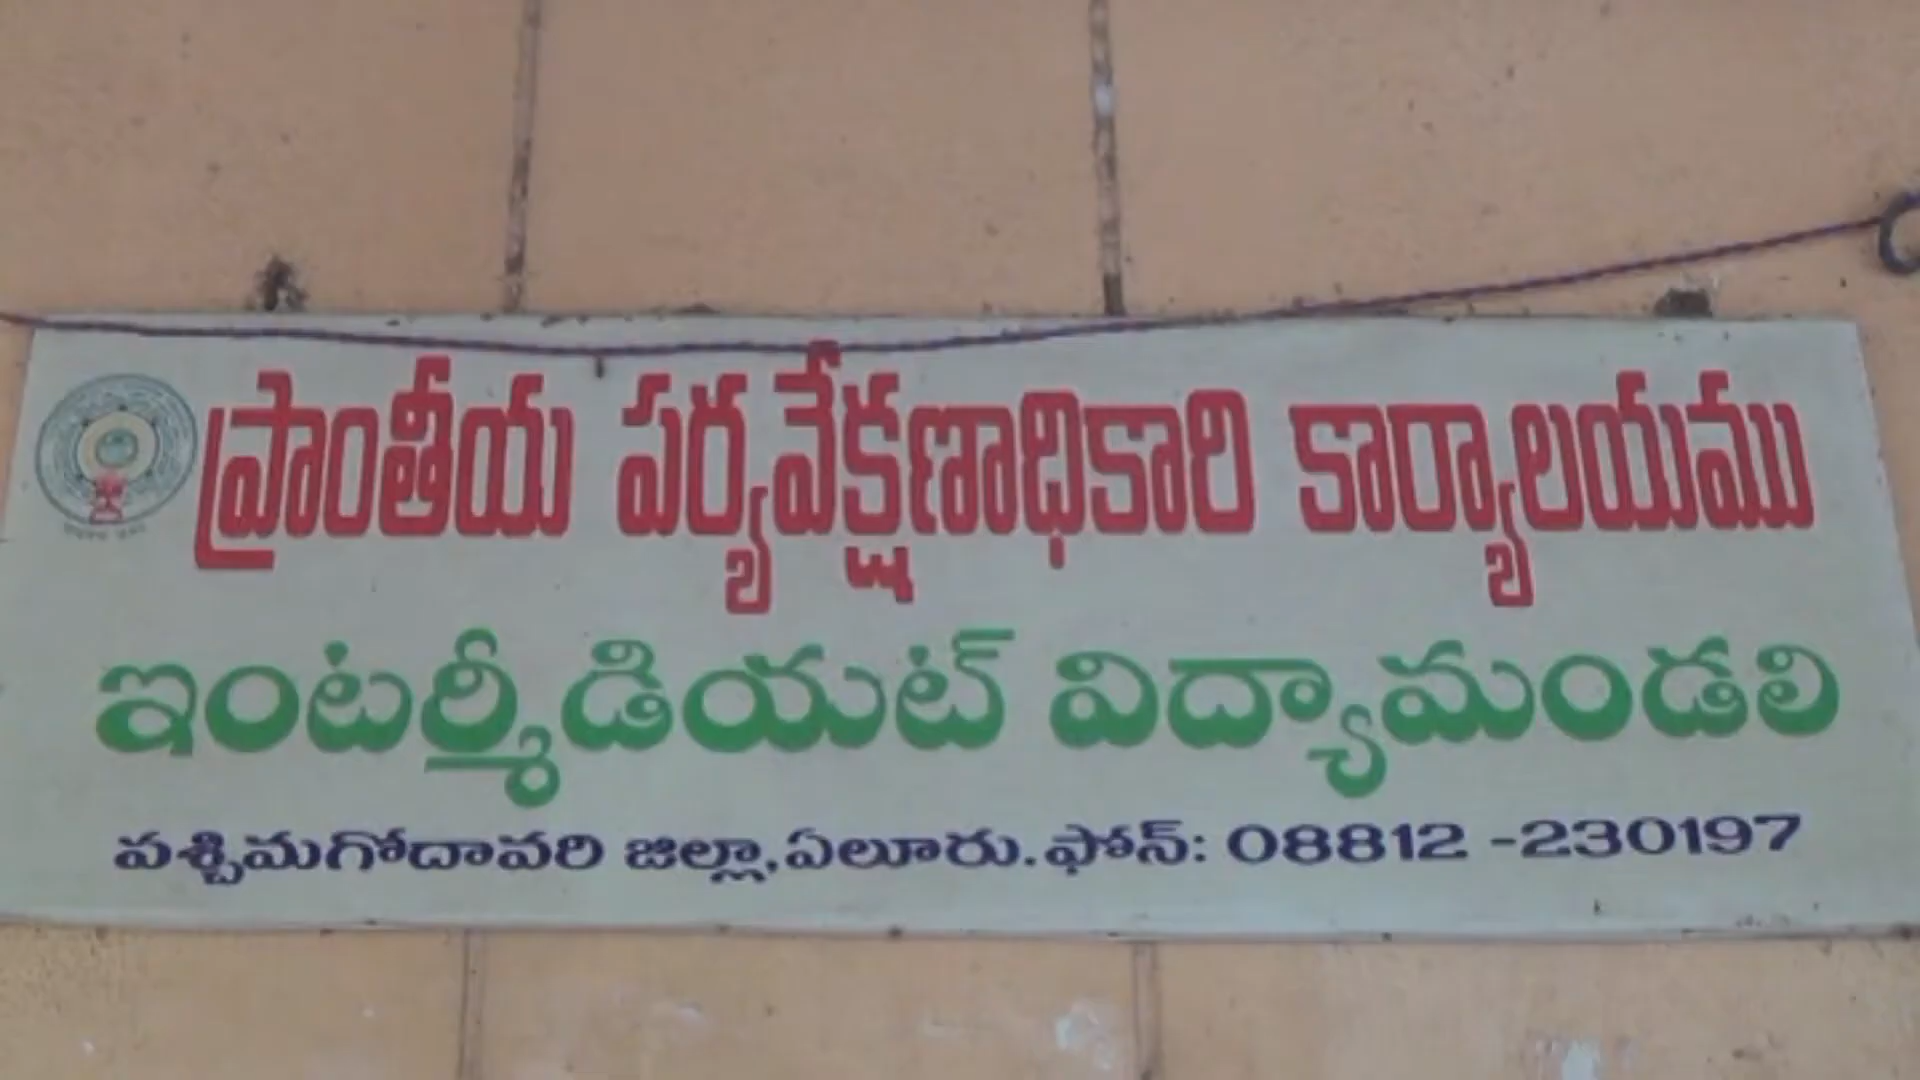 ప్రాంతీయ పర్యవేక్షణాధికారి కార్యాలయము
ఇంటర్మీడియట్ విద్యామండలి
పశ్చిమగోదావరి జిల్లా,ఏలూరు.ఫోన్: 08812 -230197